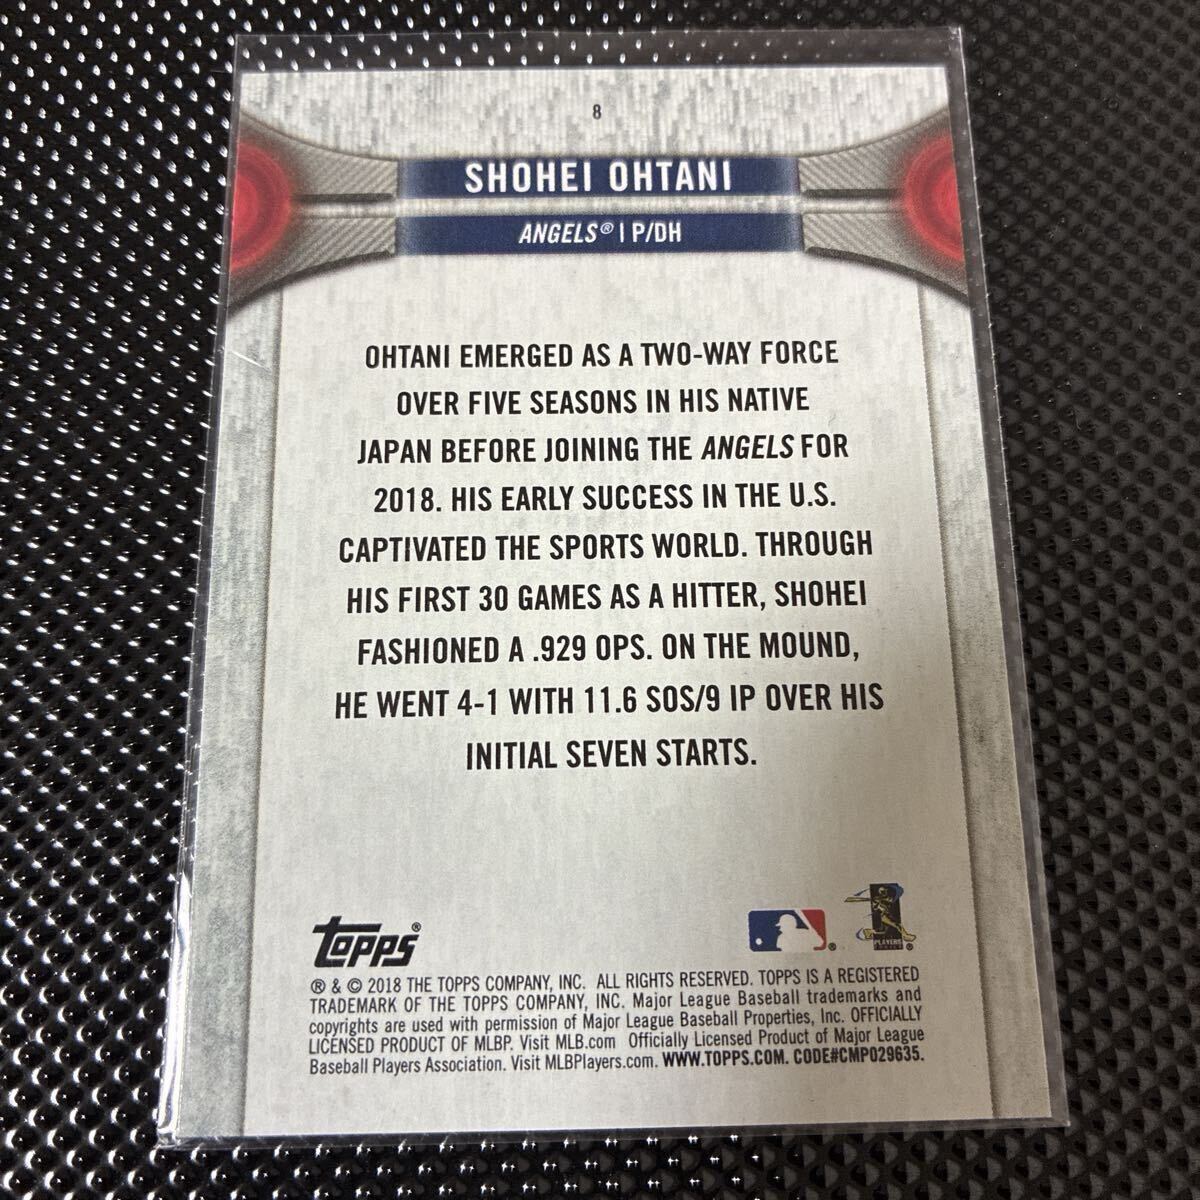 8
SHOHEI OHTANI
ANGELS® | P/DH
OHTANI EMERGED AS A TWO-WAY FORCE
OVER FIVE SEASONS IN HIS NATIVE
JAPAN BEFORE JOINING THE ANGELS FOR
2018. HIS EARLY SUCCESS IN THE U.S.
CAPTIVATED THE SPORTS WORLD. THROUGH
HIS FIRST 30 GAMES AS A HITTER, SHOHEI
FASHIONED A .929 OPS. ON THE MOUND,
HE WENT 4-1 WITH 11.6 SOS/9 IP OVER HIS
INITIAL SEVEN STARTS.
topps®
PLAYERS
® & © 2018 THE TOPPS COMPANY, INC. ALL RIGHTS RESERVED. TOPPS IS A REGISTERED
TRADEMARK OF THE TOPPS COMPANY, INC. Major League Baseball trademarks and
copyrights are used with permission of Major League Baseball Properties, Inc. OFFICIALLY
LICENSED PRODUCT OF MLBP. Visit MLB.com Officially Licensed Product of Major League
Baseball Players Association. Visit MLBPlayers.com. WWW.TOPPS.COM. CODE#CMP029635.